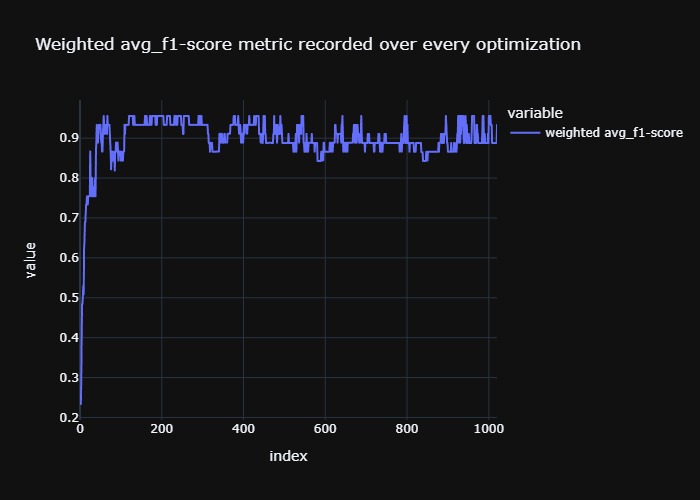 Weighted avg_f1-score metric recorded over every optimization
variable
weighted avg_f1-score
0.9
0.8
0.7
0.6
0.5
0.4
0.3
0.2
value
0 200 400 600 800 1000
index